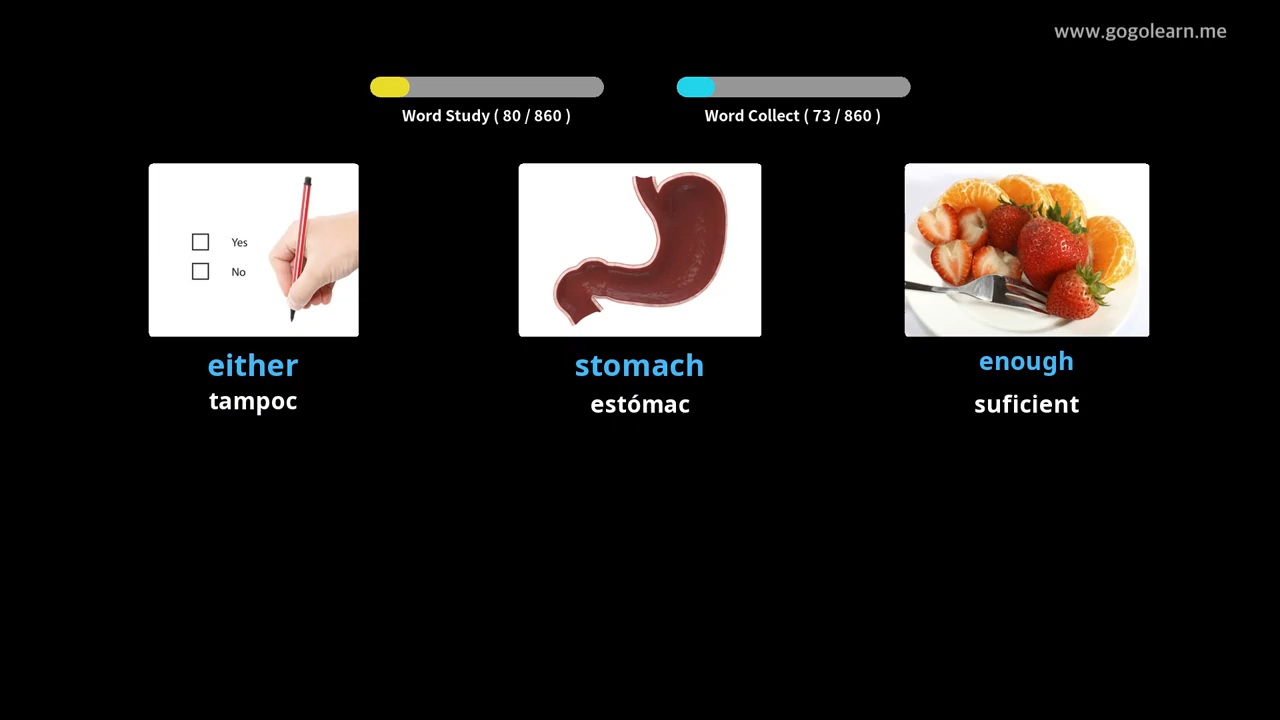 www.gogolearn.me
Word Study ( 80 / 860 )
Word Collect ( 73 / 860 )
Yes
No
either
stomach
enough
tampoc
estómac
suficient